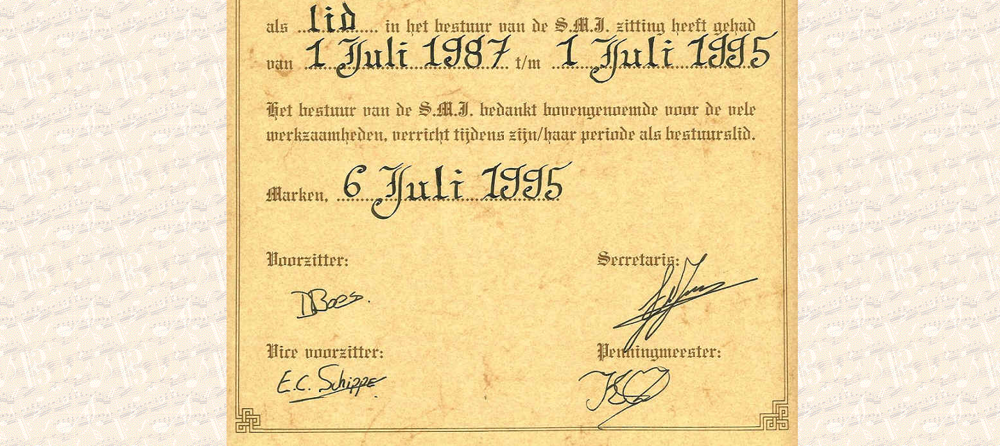 als lid in het bestuur van de S.M.J. zitting heeft gehad
van 1 Juli 1987 t/m 1 Juli 1995
Het bestuur van de S.M.J. bedankt bovengenoemde voor de vele
werkzaamheden, verricht tijdens zijn/haar periode als bestuurslid.
Marken, 6 Juli 1995
Voorzitter: Secretaris:
DBoes.
Vice voorzitter: Penningmeester:
E.C. Schippe